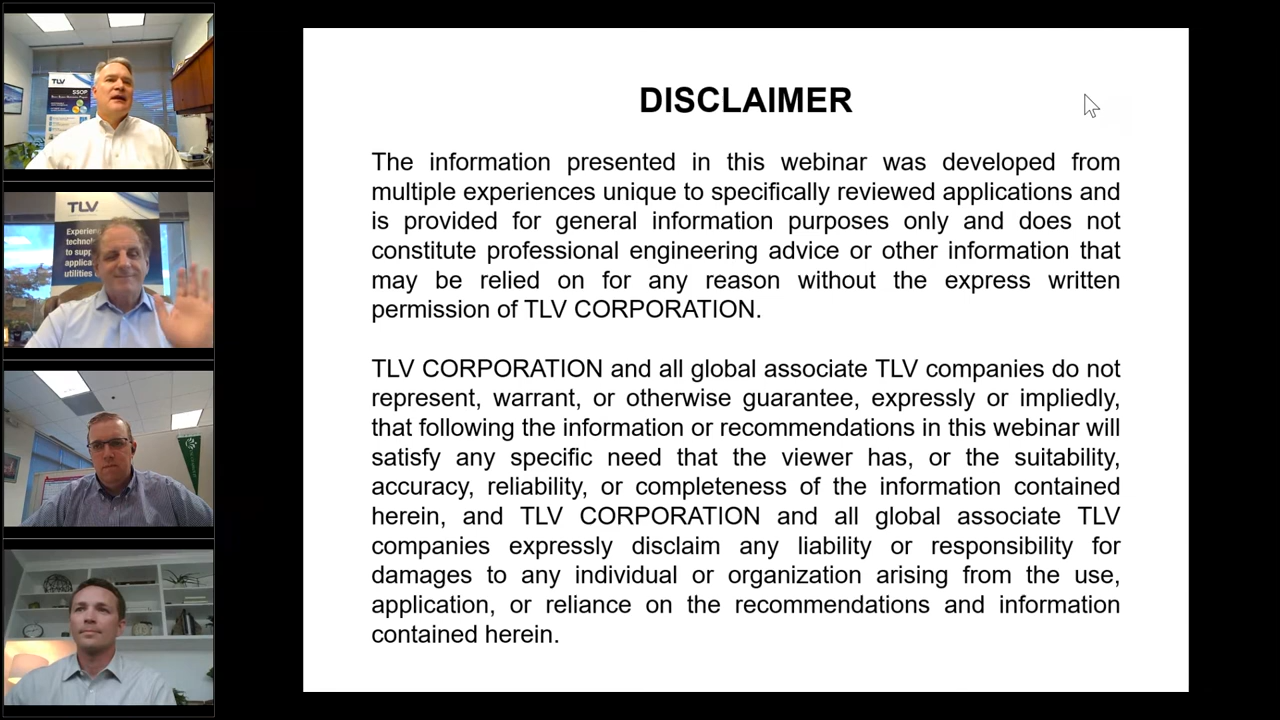 TLV
SSOP
TLV
Experien
technolo
to supp
applica
utilities
DISCLAIMER
The information presented in this webinar was developed from
multiple experiences unique to specifically reviewed applications and
is provided for general information purposes only and does not
constitute professional engineering advice or other information that
may be relied on for any reason without the express written
permission of TLV CORPORATION.
TLV CORPORATION and all global associate TLV companies do not
represent, warrant, or otherwise guarantee, expressly or impliedly,
that following the information or recommendations in this webinar will
satisfy any specific need that the viewer has, or the suitability,
accuracy, reliability, or completeness of the information contained
herein, and TLV CORPORATION and all global associate TLV
companies expressly disclaim any liability or responsibility for
damages to any individual or organization arising from the use,
application, or reliance on the recommendations and information
contained herein.